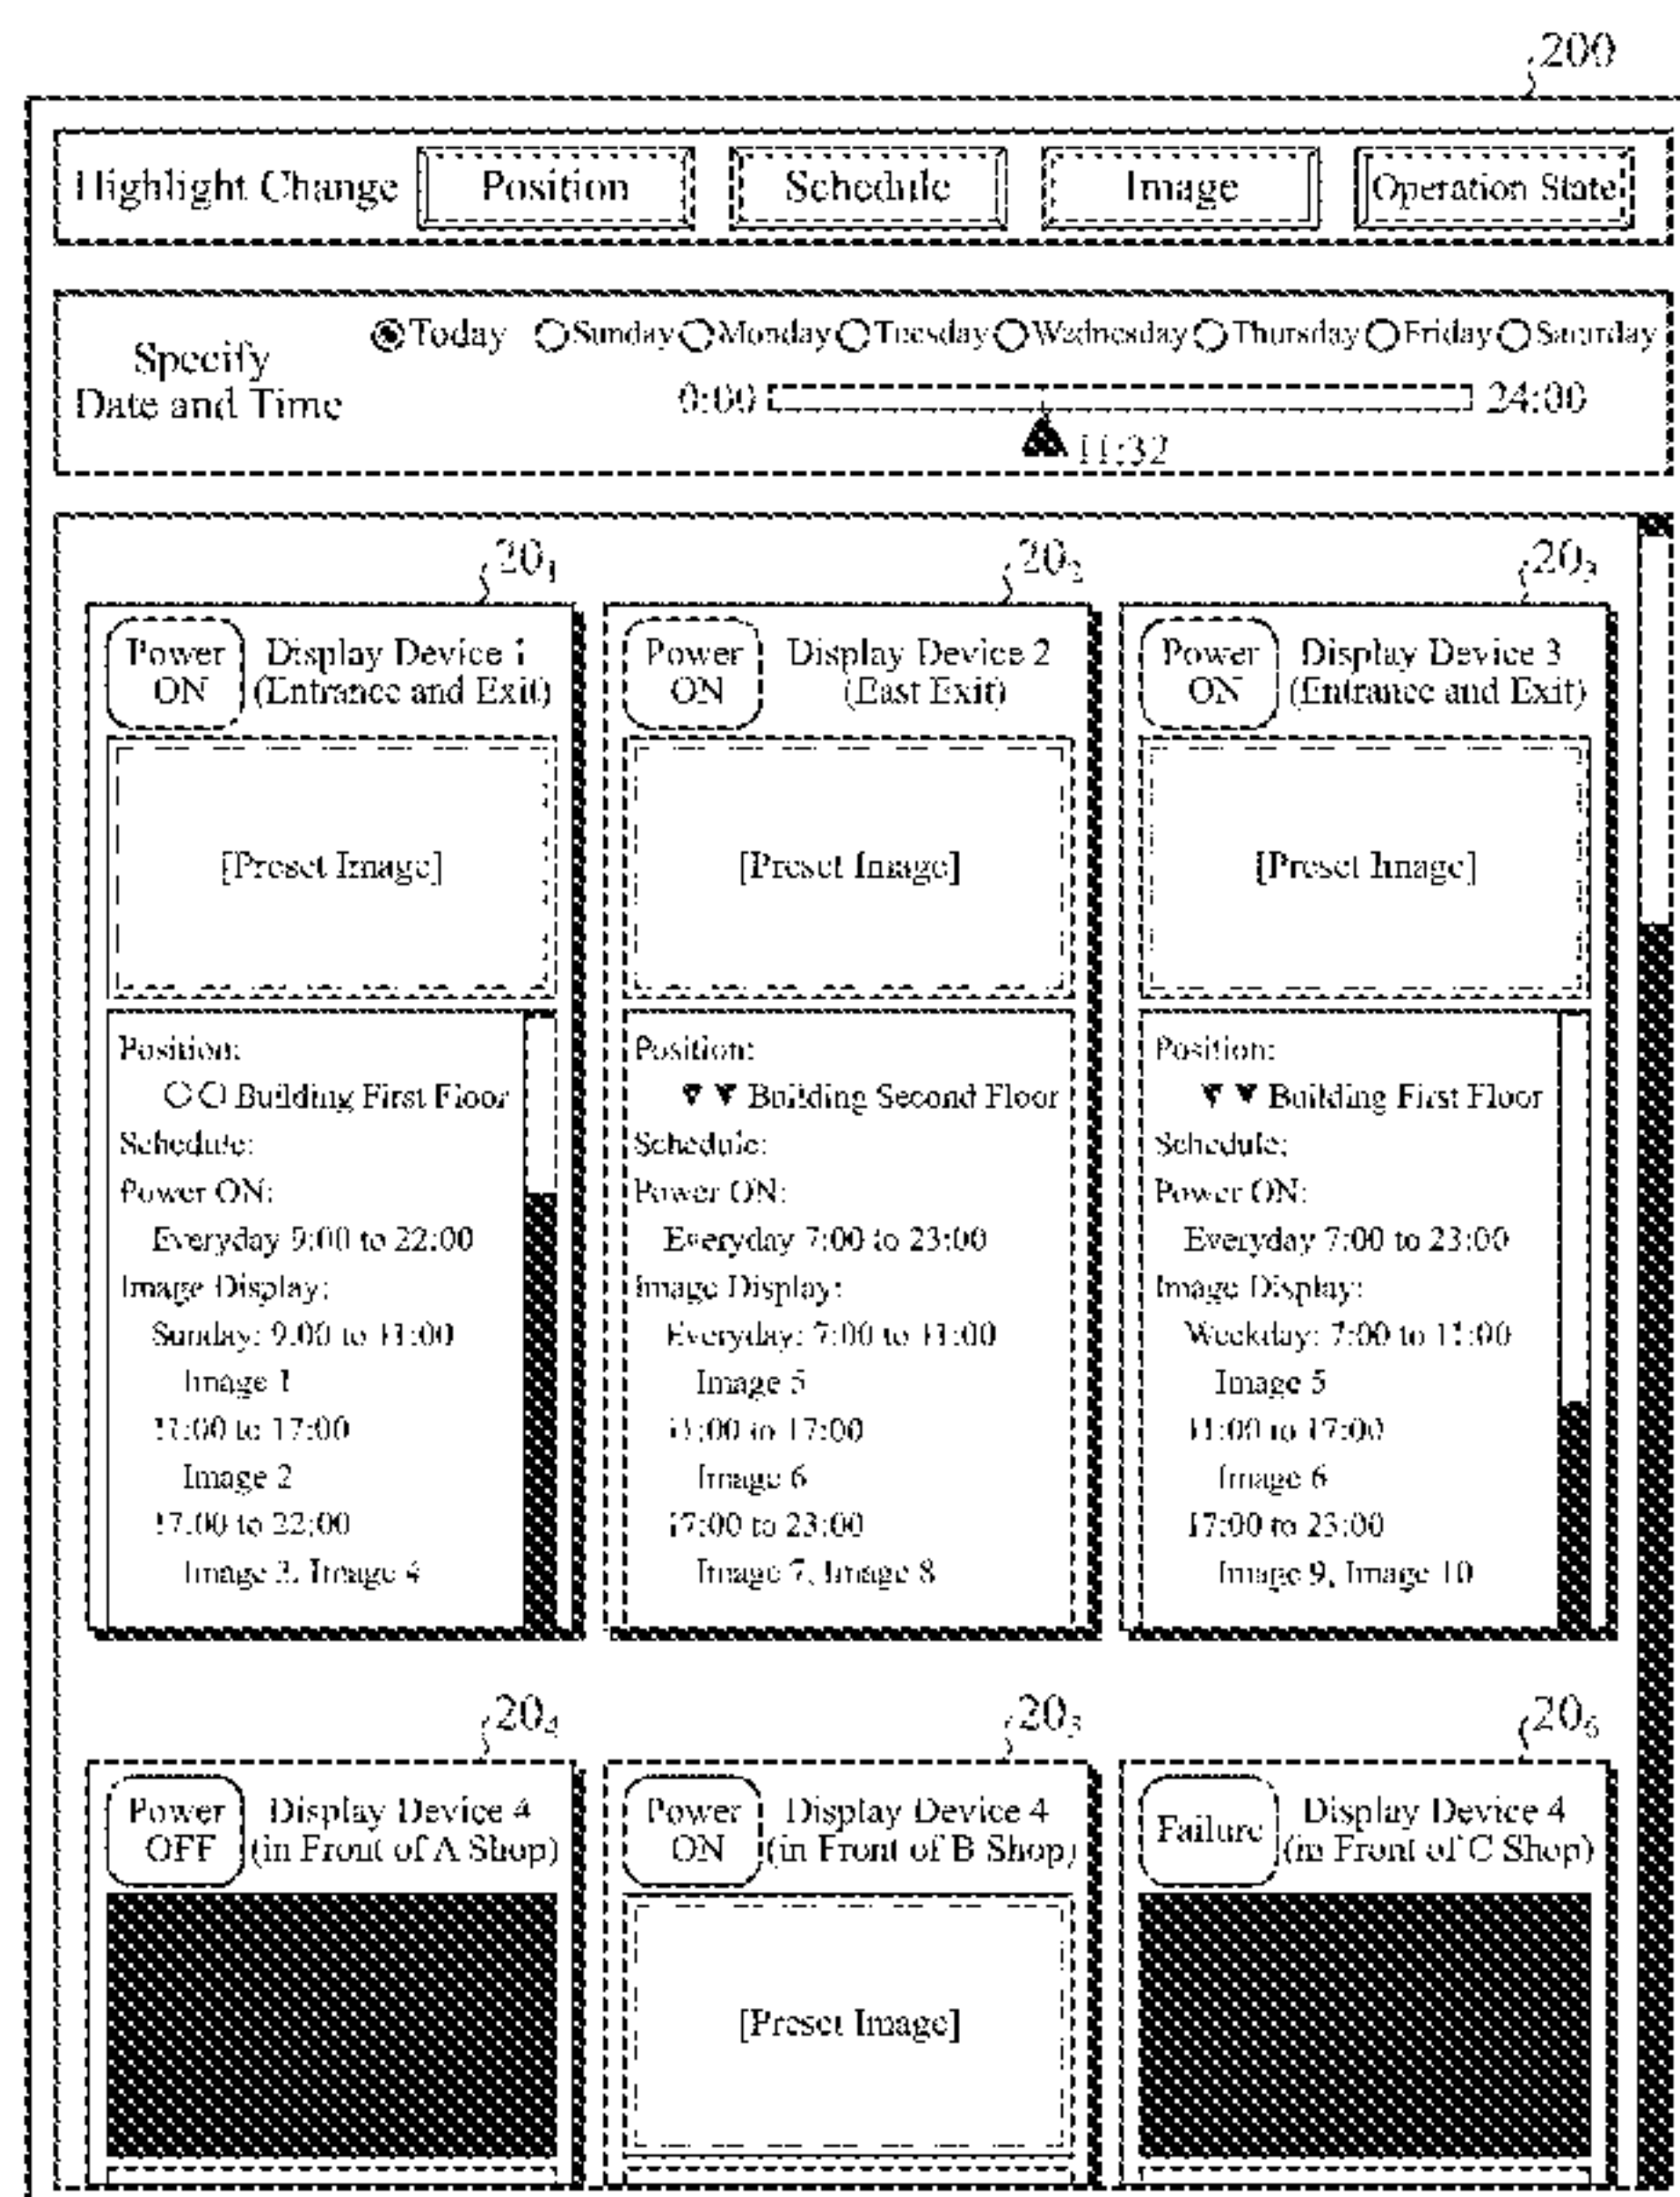 200
Highlight Change Position Schedule Image Operation State
Today Sunday Monday Tuesday Wednesday Thursday Friday Saturday
Specify
Date and Time
0:00 24:00
11:32
20₁
Power ON
Display Device 1
(Entrance and Exit)
[Preset Image]
Position:
○○ Building First Floor
Schedule:
Power ON:
Everyday 9:00 to 22:00
Image Display:
Sunday: 9:00 to 11:00
Image 1
11:00 to 17:00
Image 2
17:00 to 22:00
Image 3, Image 4
20₂
Power ON
Display Device 2
(East Exit)
[Preset Image]
Position:
▼▼ Building Second Floor
Schedule:
Power ON:
Everyday 7:00 to 23:00
Image Display:
Everyday: 7:00 to 11:00
Image 5
11:00 to 17:00
Image 6
17:00 to 23:00
Image 7, Image 8
20₃
Power ON
Display Device 3
(Entrance and Exit)
[Preset Image]
Position:
▼▼ Building First Floor
Schedule:
Power ON:
Everyday 7:00 to 23:00
Image Display:
Weekday: 7:00 to 11:00
Image 5
11:00 to 17:00
Image 6
17:00 to 23:00
Image 9, Image 10
20₄
Power OFF
Display Device 4
(in Front of A Shop)
20₅
Power ON
Display Device 4
(in Front of B Shop)
[Preset Image]
20₆
Failure
Display Device 4
(in Front of C Shop)